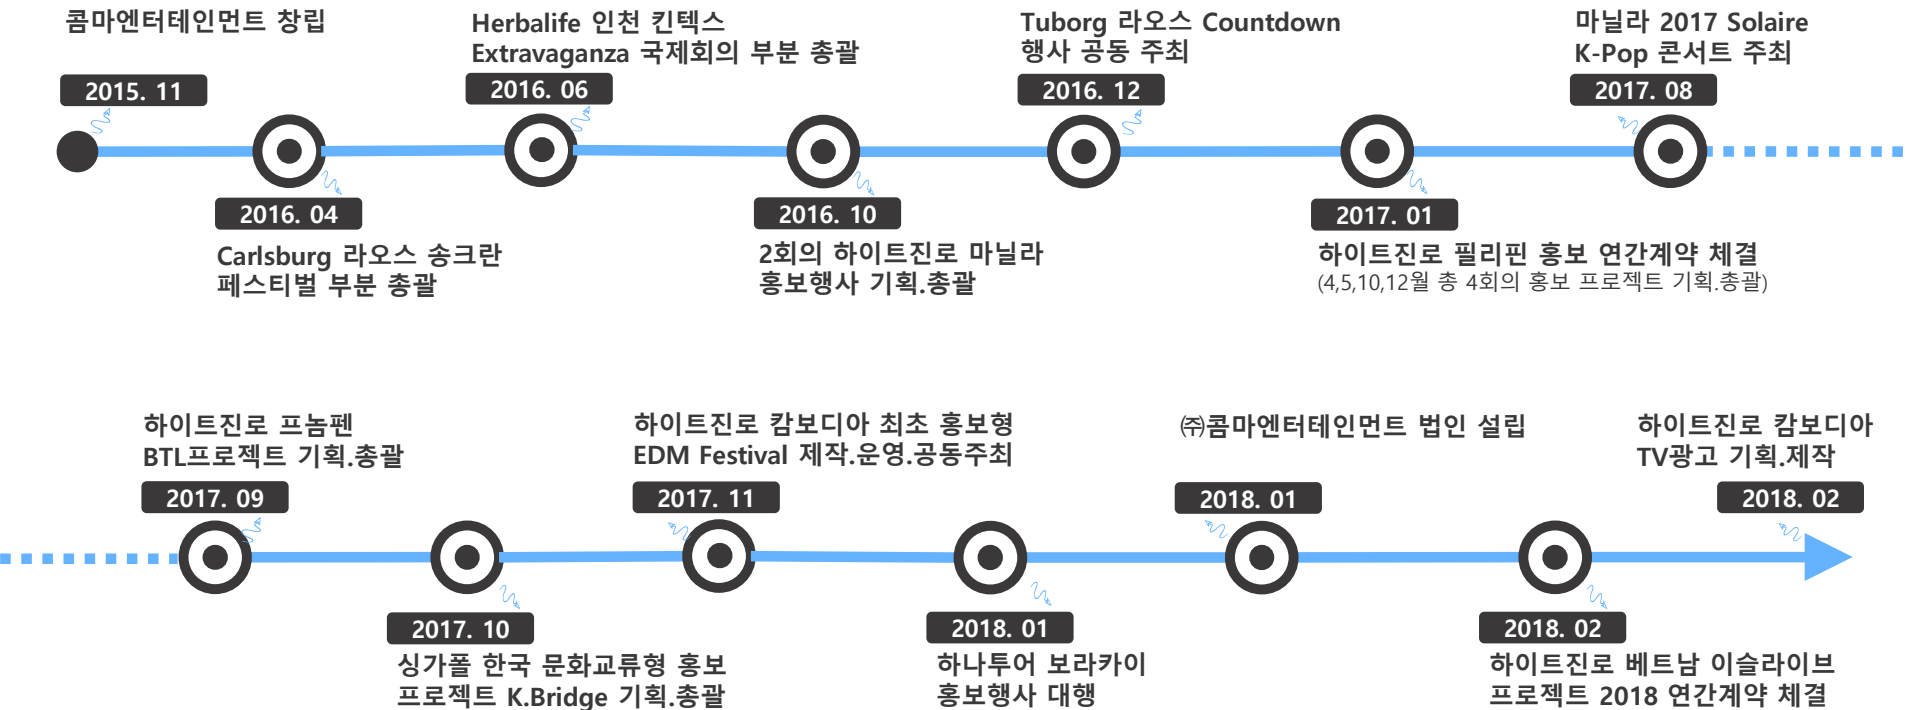 콤마엔터테인먼트 창립
2015. 11
2016. 04
Carlsburg 라오스 송크란
페스티벌 부분 총괄
Herbalife 인천 킨텍스
Extravaganza 국제회의 부분 총괄
2016. 06
2016. 10
2회의 하이트진로 마닐라
홍보행사 기획.총괄
Tuborg 라오스 Countdown
행사 공동 주최
2016. 12
2017. 01
하이트진로 필리핀 홍보 연간계약 체결
(4,5,10,12월 총 4회의 홍보 프로젝트 기획.총괄)
마닐라 2017 Solaire
K-Pop 콘서트 주최
2017. 08
하이트진로 프놈펜
BTL프로젝트 기획.총괄
2017. 09
2017. 10
싱가폴 한국 문화교류형 홍보
프로젝트 K.Bridge 기획.총괄
하이트진로 캄보디아 최초 홍보형
EDM Festival 제작.운영.공동주최
2017. 11
2018. 01
하나투어 보라카이
홍보행사 대행
㈜콤마엔터테인먼트 법인 설립
2018. 01
2018. 02
하이트진로 베트남 이슬라이브
프로젝트 2018 연간계약 체결
하이트진로 캄보디아
TV광고 기획.제작
2018. 02